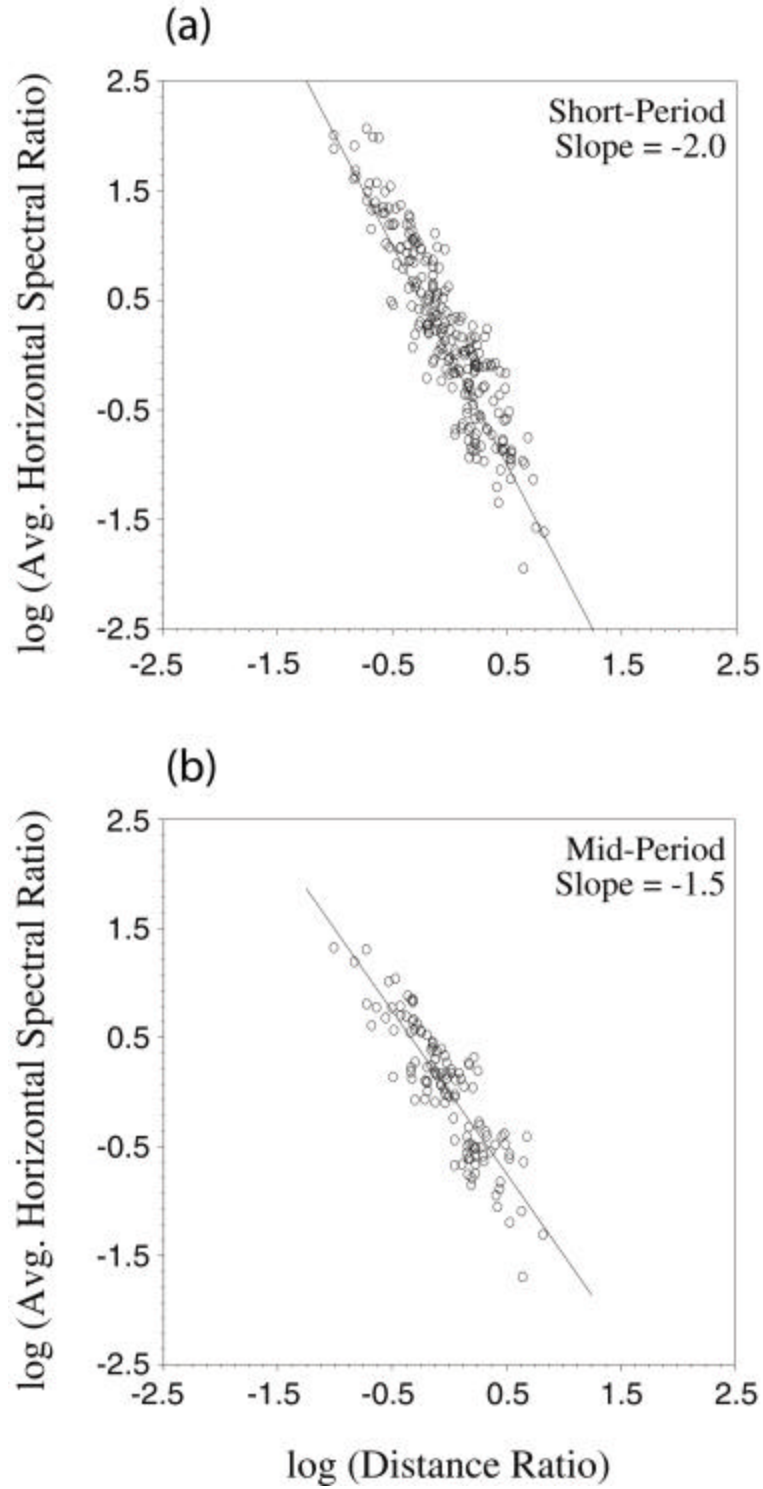 (a)
log (Avg. Horizontal Spectral Ratio)
2.5
1.5
0.5
-0.5
-1.5
-2.5
Short-Period
Slope = -2.0
-2.5 -1.5 -0.5 0.5 1.5 2.5
(b)
log (Avg. Horizontal Spectral Ratio)
2.5
1.5
0.5
-0.5
-1.5
-2.5
Mid-Period
Slope = -1.5
-2.5 -1.5 -0.5 0.5 1.5 2.5
log (Distance Ratio)